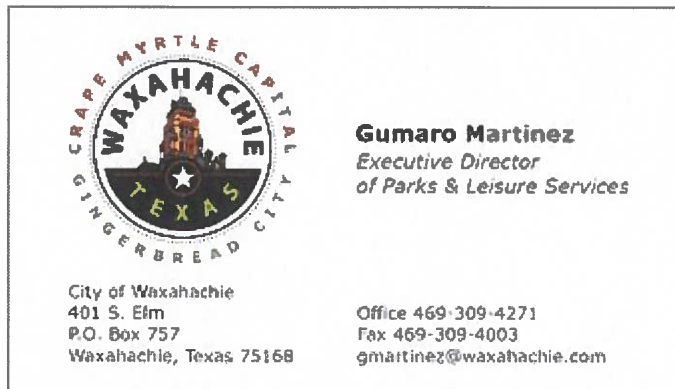 CRAPE MYRTLE CAPITAL
WAXAHACHIE
TEXAS
GINGERBREAD CITY
Gumaro Martinez
Executive Director
of Parks & Leisure Services
City of Waxahachie
401 S. Elm
P.O. Box 757
Waxahachie, Texas 75168
Office 469-309-4271
Fax 469-309-4003
gmartinez@waxahachie.com